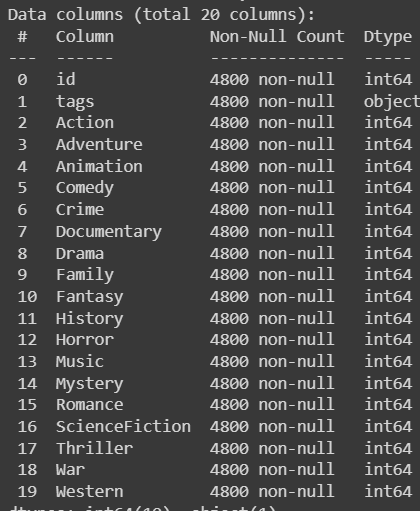 Data columns (total 20 columns):
# Column Non-Null Count Dtype
--- ------ -------------- -----
0 id 4800 non-null int64
1 tags 4800 non-null object
2 Action 4800 non-null int64
3 Adventure 4800 non-null int64
4 Animation 4800 non-null int64
5 Comedy 4800 non-null int64
6 Crime 4800 non-null int64
7 Documentary 4800 non-null int64
8 Drama 4800 non-null int64
9 Family 4800 non-null int64
10 Fantasy 4800 non-null int64
11 History 4800 non-null int64
12 Horror 4800 non-null int64
13 Music 4800 non-null int64
14 Mystery 4800 non-null int64
15 Romance 4800 non-null int64
16 ScienceFiction 4800 non-null int64
17 Thriller 4800 non-null int64
18 War 4800 non-null int64
19 Western 4800 non-null int64
dtypes: int64(19), object(1)